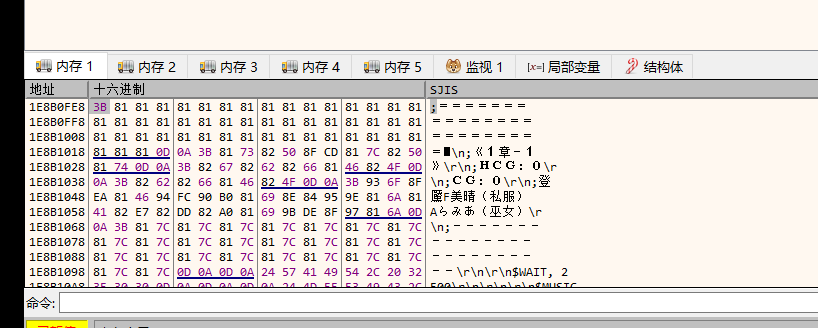 内存 1 内存 2 内存 3 内存 4 内存 5 监视 1 [x=] 局部变量 结构体
地址 十六进制 SJIS
1E8B0FE8 3B 81 81 81 81 81 81 81 81 81 81 81 81 81 81 81 ;＝＝＝＝＝＝＝
1E8B0FF8 81 81 81 81 81 81 81 81 81 81 81 81 81 81 81 81 ＝＝＝＝＝＝＝＝
1E8B1008 81 81 81 81 81 81 81 81 81 81 81 81 81 81 81 81 ＝＝＝＝＝＝＝＝
1E8B1018 81 81 81 0D 0A 3B 81 73 82 50 8F CD 81 7C 82 50 ＝■\n;《１章－１
1E8B1028 81 74 0D 0A 3B 82 67 82 62 82 66 81 46 82 4F 0D 》\r\n;ＨＣＧ：０\r
1E8B1038 0A 3B 82 62 82 66 81 46 82 4F 0D 0A 3B 93 6F 8F \n;ＣＧ：０\r\n;登
1E8B1048 EA 81 46 94 FC 90 B0 81 69 8E 84 95 9E 81 6A 81 F美晴（私服）
1E8B1058 41 82 E7 82 DD 82 A0 81 69 9B DE 8F 97 81 6A 0D Aらみあ（巫女）\r
1E8B1068 0A 3B 81 7C 81 7C 81 7C 81 7C 81 7C 81 7C 81 7C \n;－－－－－－－
1E8B1078 81 7C 81 7C 81 7C 81 7C 81 7C 81 7C 81 7C 81 7C －－－－－－－－
1E8B1088 81 7C 81 7C 81 7C 81 7C 81 7C 81 7C 81 7C 81 7C －－－－－－－－
1E8B1098 81 7C 81 7C 0D 0A 0D 0A 24 57 41 49 54 2C 20 32 －－\r\n\r\n$WAIT, 2
命令: